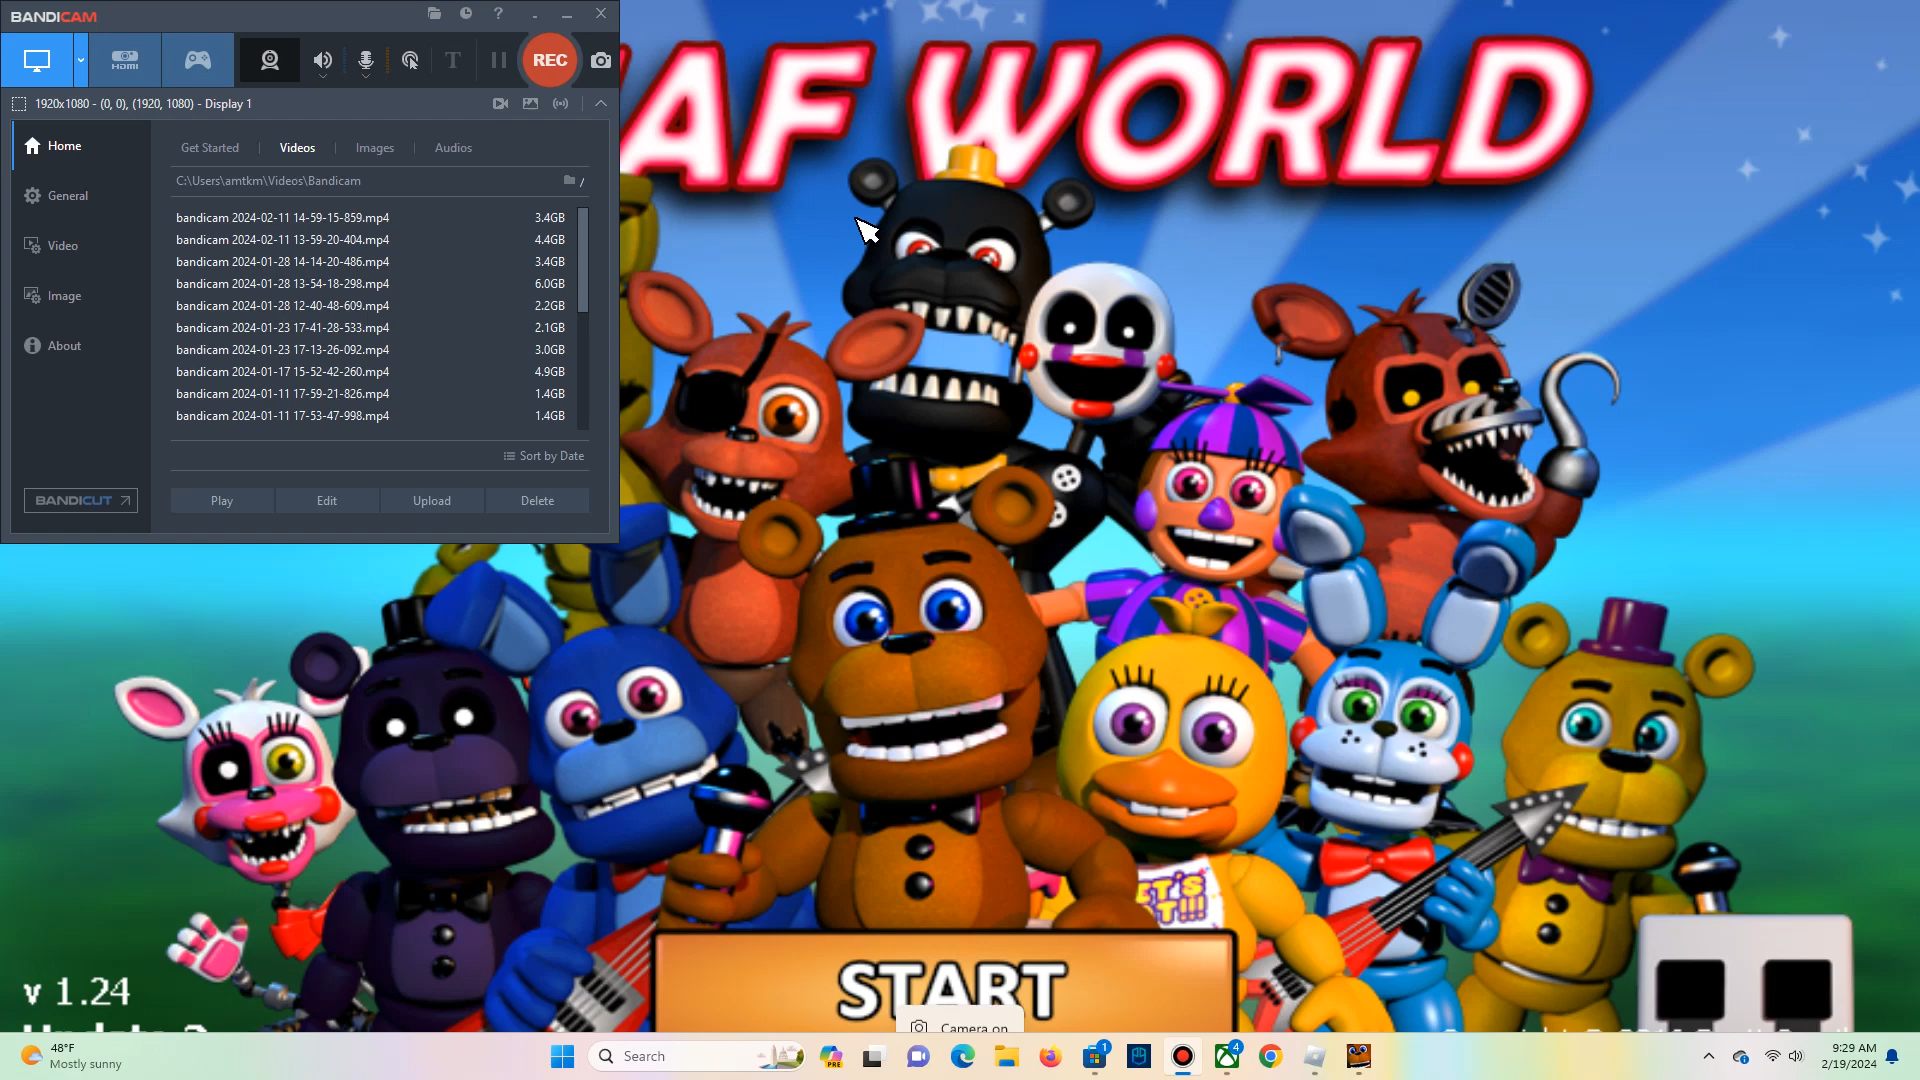 BANDICAM
HDMI
REC
1920x1080 - (0, 0), (1920, 1080) - Display 1
Home
General
Video
Image
About
BANDICUT
Get Started
Videos
Images
Audios
C:\Users\amtkm\Videos\Bandicam
bandicam 2024-02-11 14-59-15-859.mp4 3.4GB
bandicam 2024-02-11 13-59-20-404.mp4 4.4GB
bandicam 2024-01-28 14-14-20-486.mp4 3.4GB
bandicam 2024-01-28 13-54-18-298.mp4 6.0GB
bandicam 2024-01-28 12-40-48-609.mp4 2.2GB
bandicam 2024-01-23 17-41-28-533.mp4 2.1GB
bandicam 2024-01-23 17-13-26-092.mp4 3.0GB
bandicam 2024-01-17 15-52-42-260.mp4 4.9GB
bandicam 2024-01-11 17-59-21-826.mp4 1.4GB
bandicam 2024-01-11 17-53-47-998.mp4 1.4GB
Sort by Date
Play Edit Upload Delete
AF WORLD
v 1.24
START
Camera on
48°F
Mostly sunny
Search
PRE
1
4
9:29 AM
2/19/2024